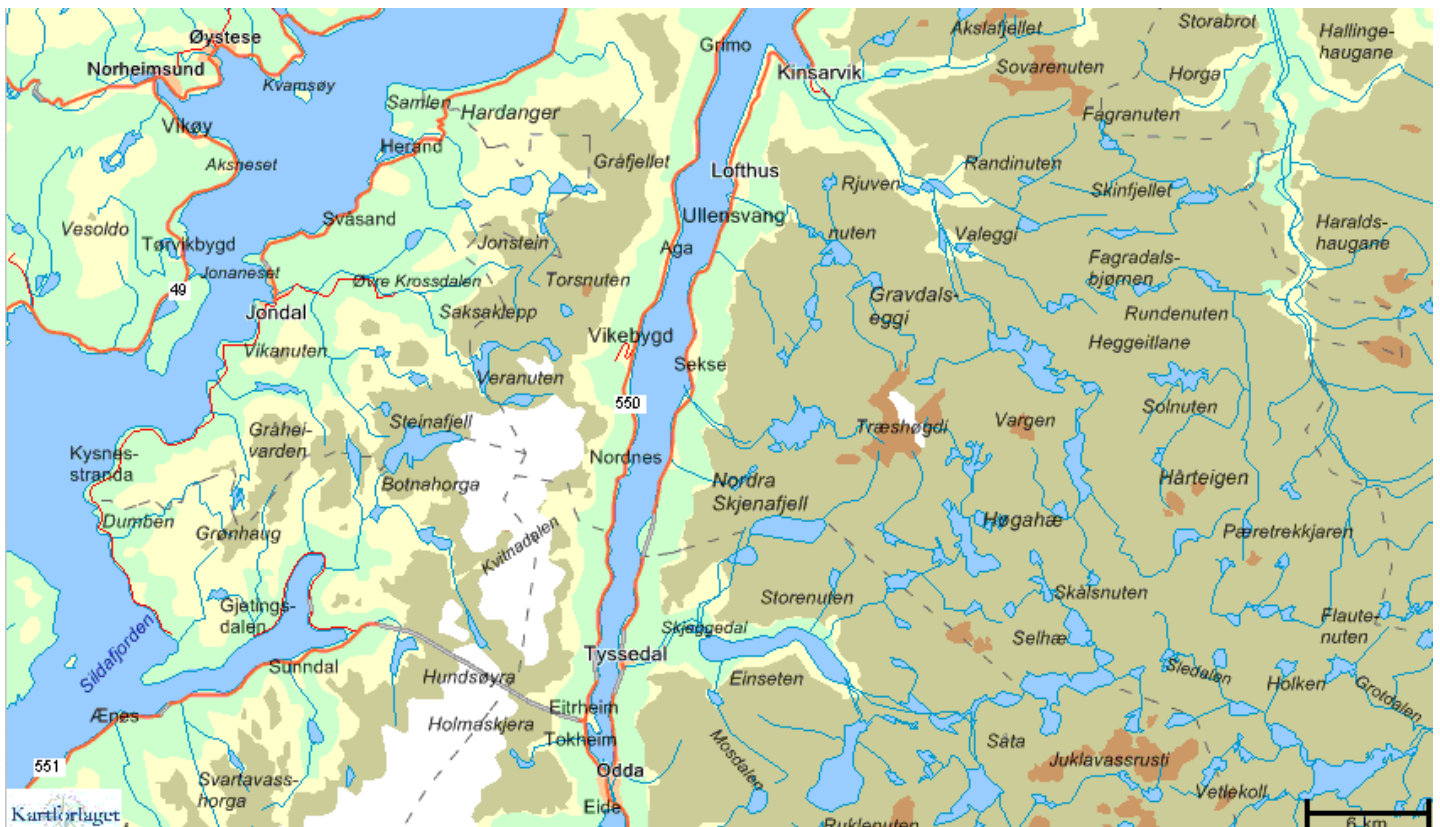 Øystese
Norheimsund
Kvamsøy
Vikøy
Aksneset
Samlen
Hardanger
Herand
Gråfjellet
Grimo
Kinsarvik
Akslafjellet
Sovarenuten
Storabrot
Horga
Hallinge-
haugane
Fagranuten
Lofthus
Rjuven
Randinuten
Skinfjellet
Vesoldo
Svåsand
Tørvikbygd
Jonaneset
Jonstein
Torsnuten
Aga
Ullensvang
nuten
Valeggi
Fagradals-
bjørnen
Haralds-
haugane
49
Øvre Krossdalen
Jondal
Saksaklepp
Gravdals-
eggi
Rundenuten
Vikanuten
Vikebygd
Heggeitlane
Veranuten
Sekse
550
Steinafjell
Gråhei-
varden
Træshøgdi
Vargen
Solnuten
Kysnes-
stranda
Nordnes
Botnahorga
Nordra
Skjenafjell
Hårteigen
Dumben
Grønhaug
Kvitnadalen
Høgahæ
Pæretrekkjaren
Gjetings-
dalen
Storenuten
Skålsnuten
Flaute-
nuten
Sildafjorden
Sunndal
Skjeggedal
Tyssedal
Selhæ
Sledalen
Holken
Grotdalen
Hundsøyra
Einseten
Ænes
Eitrheim
Holmaskjera
Tokheim
Mosdalen
Såta
Juklavassrusti
551
Svartavass-
horga
Odda
Vetlekoll
Eide
Ruklenuten
Kartforlaget
6 km